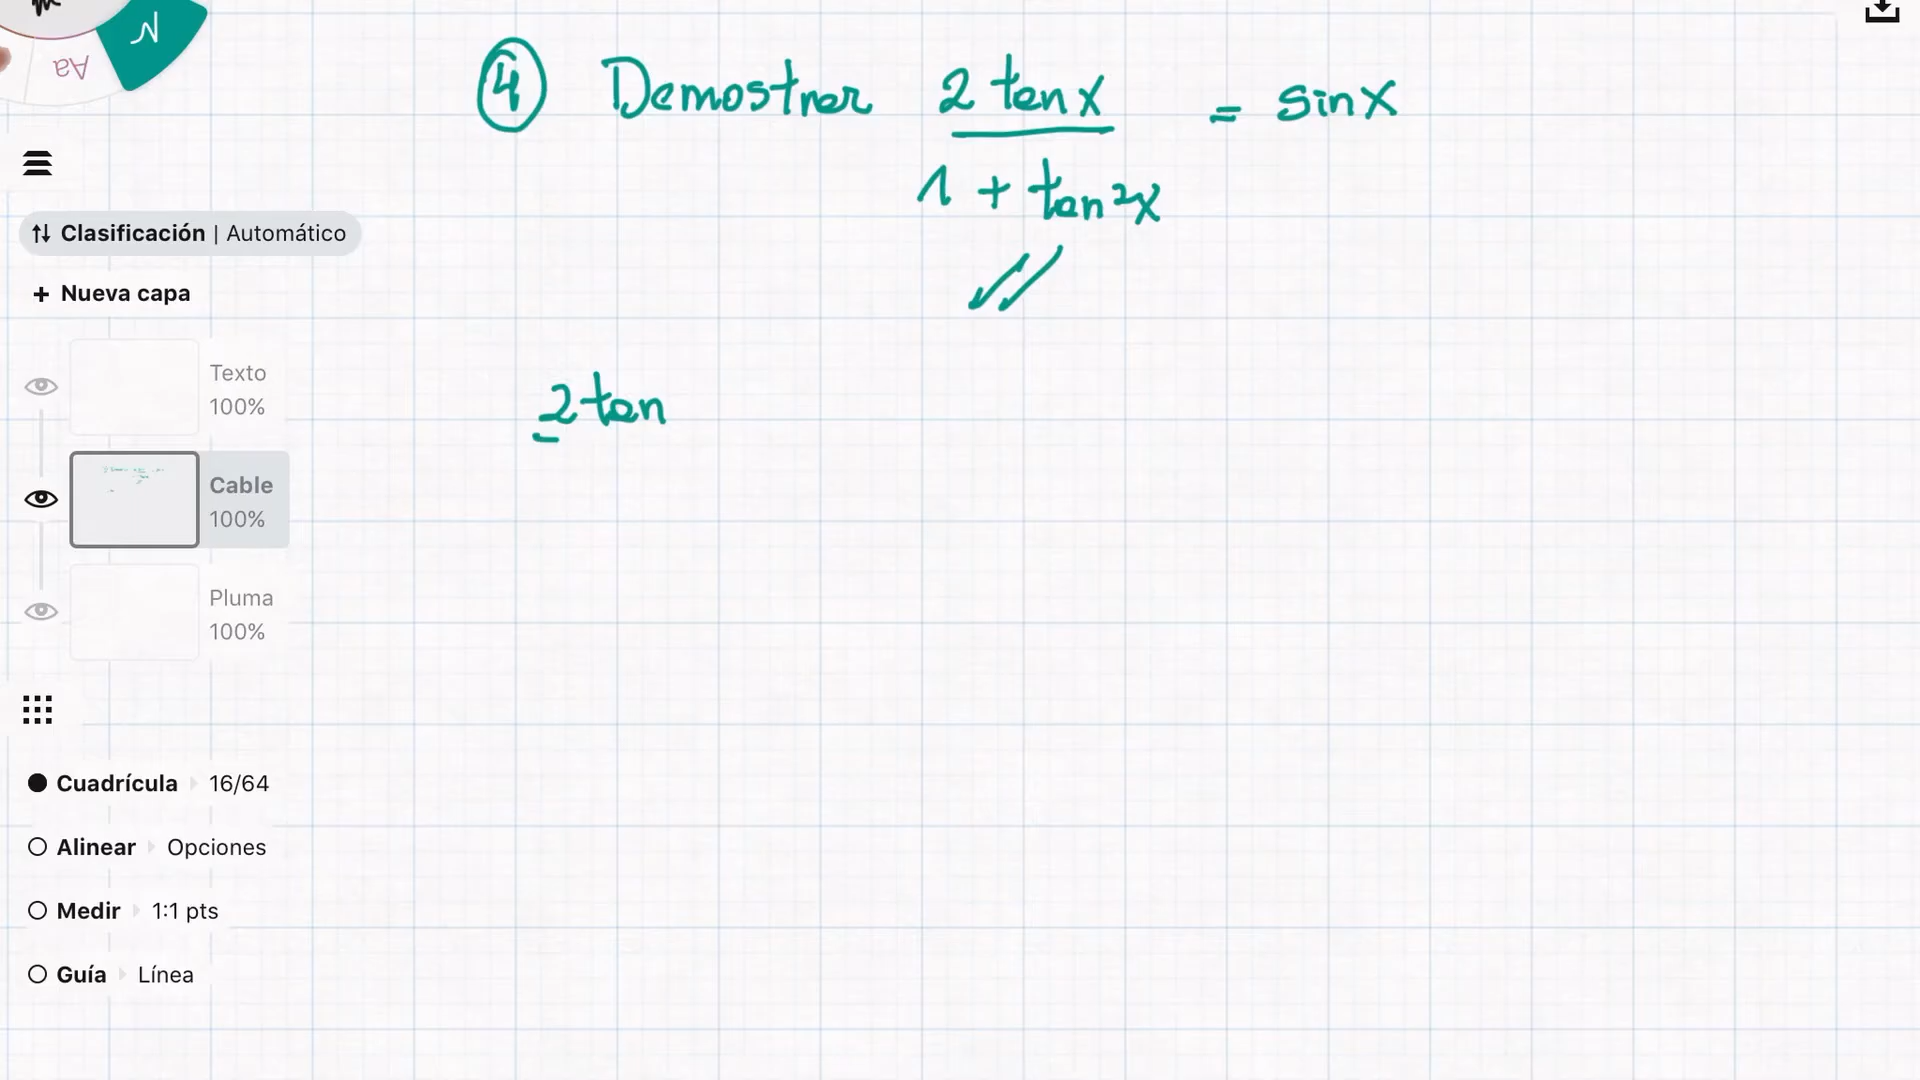 N
Aa
④ Demostrar 2 tan x / 1 + tan²x = sin x
Clasificación | Automático
+ Nueva capa
Texto
100%
2 tan
Cable
100%
Pluma
100%
Cuadrícula 16/64
Alinear Opciones
Medir 1:1 pts
Guía Línea